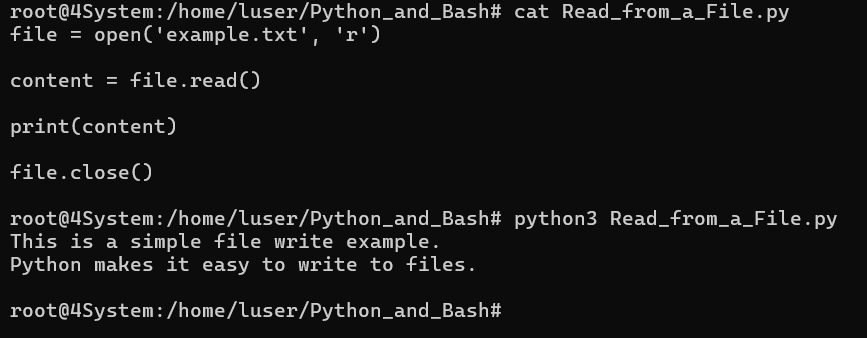 root@4System:/home/luser/Python_and_Bash# cat Read_from_a_File.py
file = open('example.txt', 'r')
content = file.read()
print(content)
file.close()
root@4System:/home/luser/Python_and_Bash# python3 Read_from_a_File.py
This is a simple file write example.
Python makes it easy to write to files.
root@4System:/home/luser/Python_and_Bash#